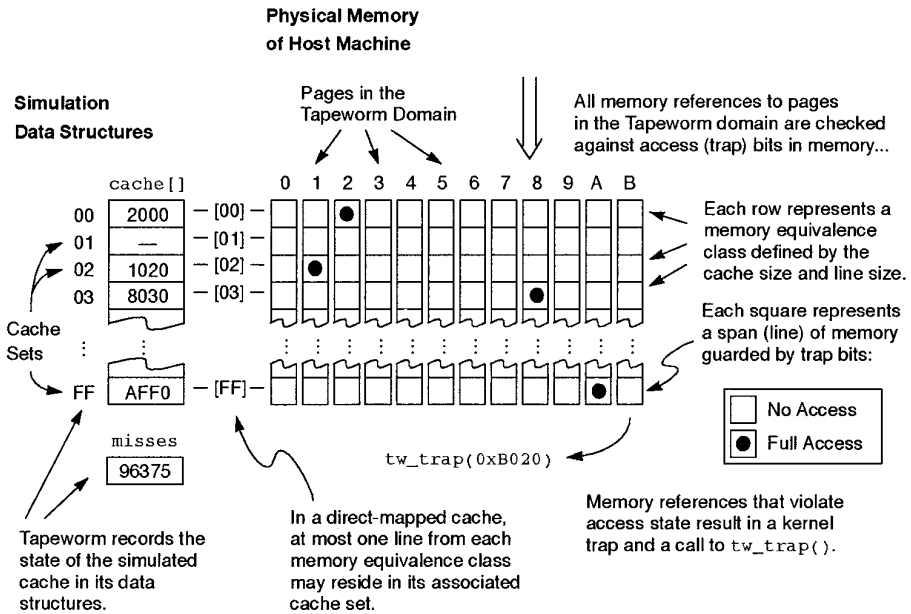 Physical Memory
of Host Machine
Simulation
Data Structures
Pages in the
Tapeworm Domain
All memory references to pages
in the Tapeworm domain are checked
against access (trap) bits in memory...
cache[]
0 1 2 3 4 5 6 7 8 9 A B
00 2000 [00]
01 — [01]
02 1020 [02]
03 8030 [03]
Each row represents a
memory equivalence
class defined by the
cache size and line size.
Cache
Sets
Each square represents
a span (line) of memory
guarded by trap bits:
FF AFF0 [FF]
No Access
Full Access
misses
96375
tw_trap(0xB020)
Tapeworm records the
state of the simulated
cache in its data
structures.
In a direct-mapped cache,
at most one line from each
memory equivalence class
may reside in its associated
cache set.
Memory references that violate
access state result in a kernel
trap and a call to tw_trap().